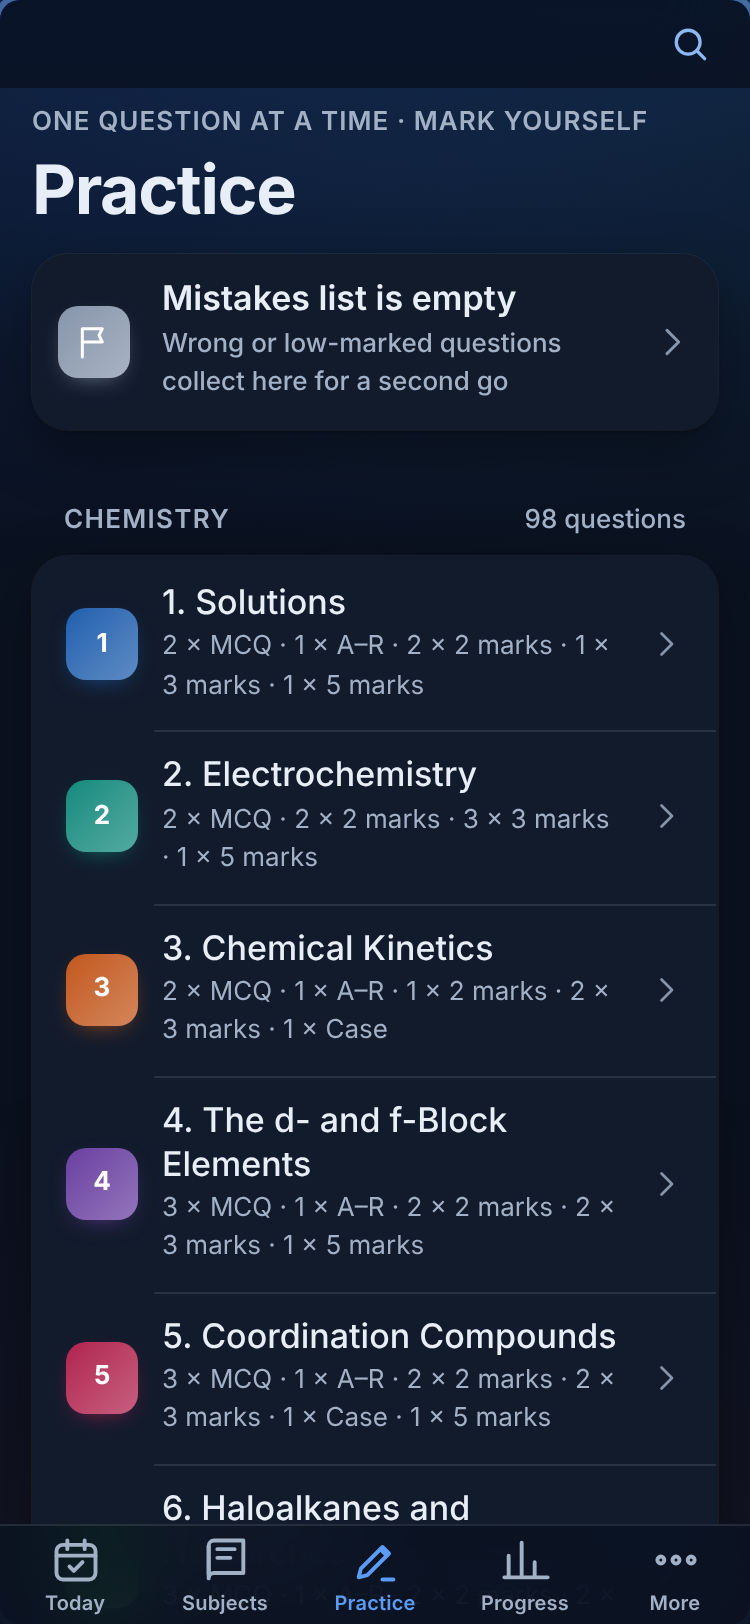 ONE QUESTION AT A TIME · MARK YOURSELF
Practice
Mistakes list is empty
Wrong or low-marked questions
collect here for a second go
CHEMISTRY
98 questions
1
1. Solutions
2 × MCQ · 1 × A–R · 2 × 2 marks · 1 ×
3 marks · 1 × 5 marks
2
2. Electrochemistry
2 × MCQ · 2 × 2 marks · 3 × 3 marks
· 1 × 5 marks
3
3. Chemical Kinetics
2 × MCQ · 1 × A–R · 1 × 2 marks · 2 ×
3 marks · 1 × Case
4
4. The d- and f-Block
Elements
3 × MCQ · 1 × A–R · 2 × 2 marks · 2 ×
3 marks · 1 × 5 marks
5
5. Coordination Compounds
3 × MCQ · 1 × A–R · 2 × 2 marks · 2 ×
3 marks · 1 × Case · 1 × 5 marks
6. Haloalkanes and
Today
Subjects
Practice
Progress
More